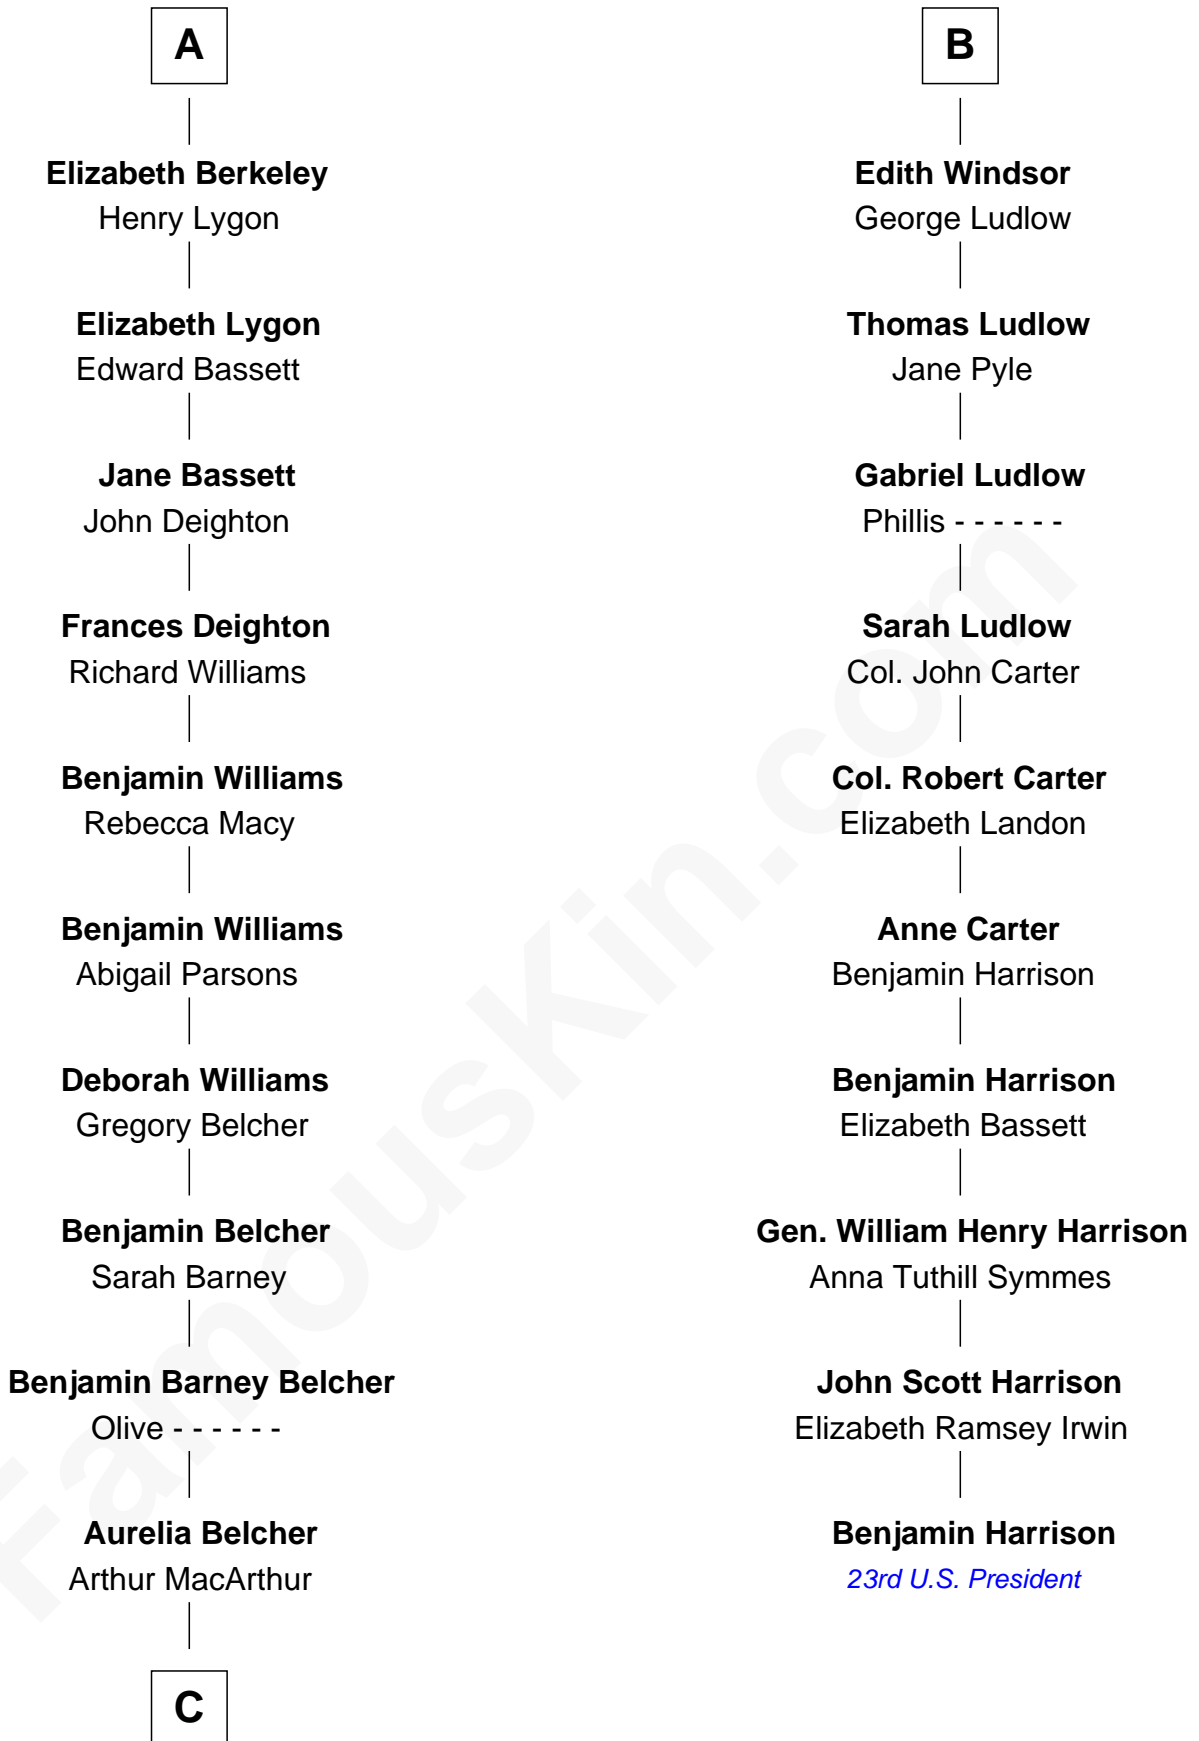 A
Elizabeth Berkeley
Henry Lygon
Elizabeth Lygon
Edward Bassett
Jane Bassett
John Deighton
Frances Deighton
Richard Williams
Benjamin Williams
Rebecca Macy
Benjamin Williams
Abigail Parsons
Deborah Williams
Gregory Belcher
Benjamin Belcher
Sarah Barney
Benjamin Barney Belcher
Olive - - - - - -
Aurelia Belcher
Arthur MacArthur
C
B
Edith Windsor
George Ludlow
Thomas Ludlow
Jane Pyle
Gabriel Ludlow
Phillis - - - - - -
Sarah Ludlow
Col. John Carter
Col. Robert Carter
Elizabeth Landon
Anne Carter
Benjamin Harrison
Benjamin Harrison
Elizabeth Bassett
Gen. William Henry Harrison
Anna Tuthill Symmes
John Scott Harrison
Elizabeth Ramsey Irwin
Benjamin Harrison
23rd U.S. President
FamousKin.com